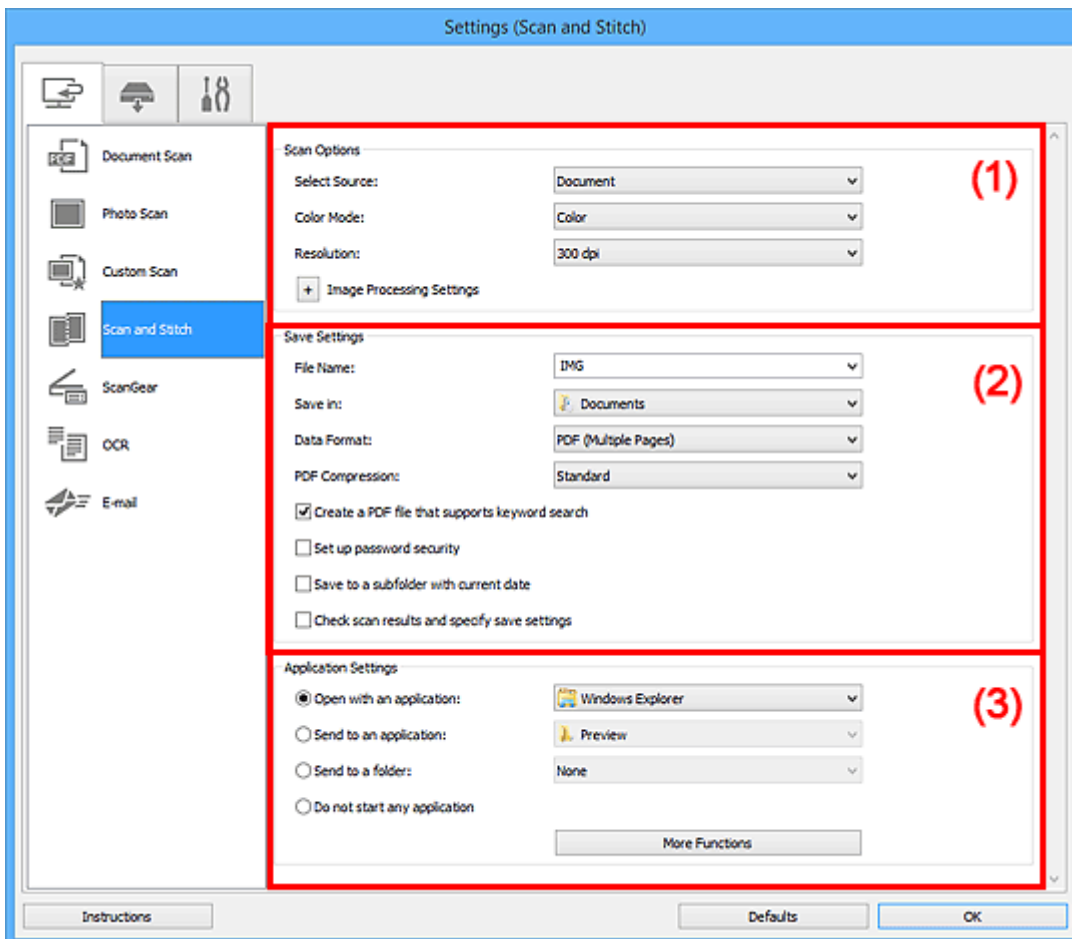 Settings (Scan and Stitch)
Document Scan
Photo Scan
Custom Scan
Scan and Stitch
ScanGear
OCR
E-mail
Scan Options
(1)
Select Source: Document
Color Mode: Color
Resolution: 300 dpi
+ Image Processing Settings
Save Settings
(2)
File Name: IMG
Save in: Documents
Data Format: PDF (Multiple Pages)
PDF Compression: Standard
Create a PDF file that supports keyword search
Set up password security
Save to a subfolder with current date
Check scan results and specify save settings
Application Settings
(3)
Open with an application: Windows Explorer
Send to an application: Preview
Send to a folder: None
Do not start any application
More Functions
Instructions Defaults OK